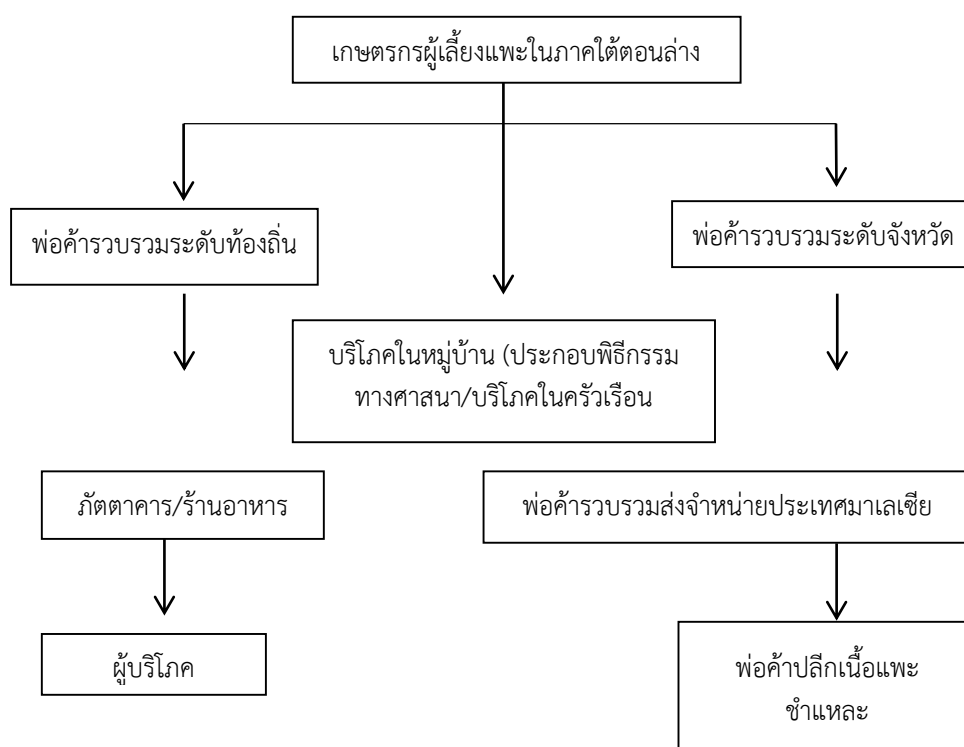 เกษตรกรผู้เลี้ยงแพะในภาคใต้ตอนล่าง
พ่อค้ารวบรวมระดับท้องถิ่น
พ่อค้ารวบรวมระดับจังหวัด
บริโภคในหมู่บ้าน (ประกอบพิธีกรรม
ทางศาสนา/บริโภคในครัวเรือน
ภัตตาคาร/ร้านอาหาร
พ่อค้ารวบรวมส่งจำหน่ายประเทศมาเลเซีย
ผู้บริโภค
พ่อค้าปลีกเนื้อแพะ
ชำแหละ